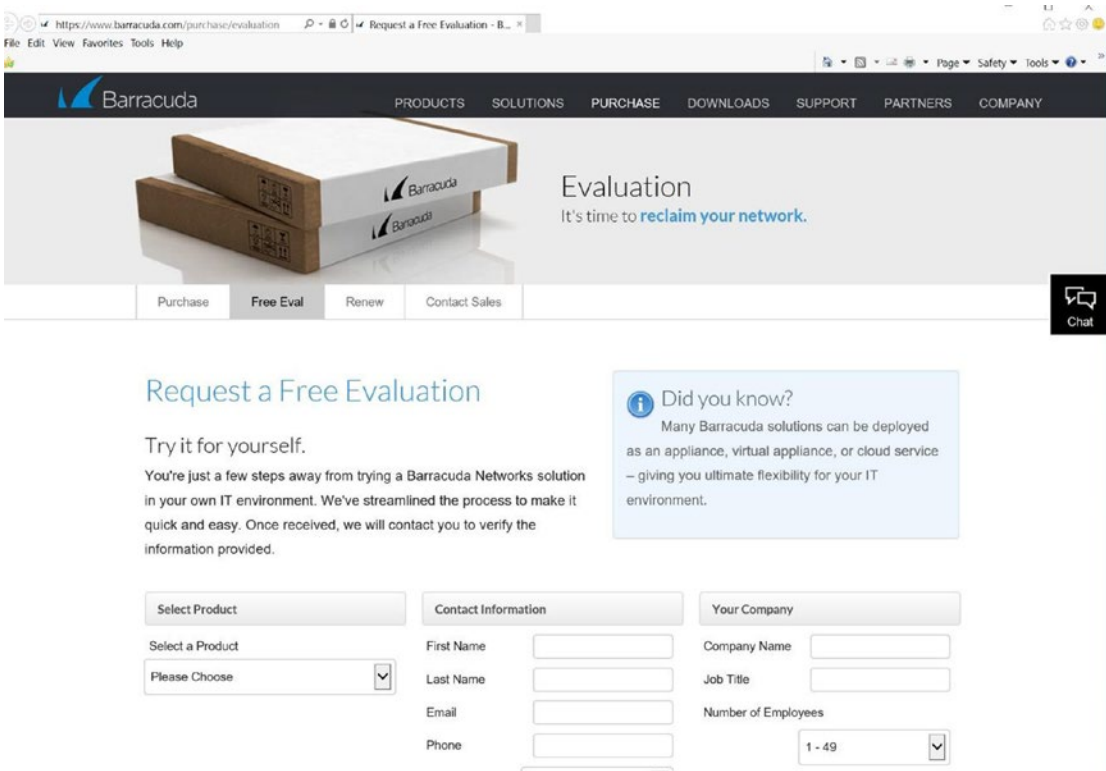 https://www.barracuda.com/purchase/evaluation
Request a Free Evaluation - B...
File Edit View Favorites Tools Help
Page Safety Tools
Barracuda
PRODUCTS SOLUTIONS PURCHASE DOWNLOADS SUPPORT PARTNERS COMPANY
Barracuda
Barracuda
Evaluation
It's time to reclaim your network.
Purchase Free Eval Renew Contact Sales
Chat
Request a Free Evaluation
Try it for yourself.
You're just a few steps away from trying a Barracuda Networks solution
in your own IT environment. We've streamlined the process to make it
quick and easy. Once received, we will contact you to verify the
information provided.
Did you know?
Many Barracuda solutions can be deployed
as an appliance, virtual appliance, or cloud service
– giving you ultimate flexibility for your IT
environment.
Select Product
Select a Product
Please Choose
Contact Information
First Name
Last Name
Email
Phone
Your Company
Company Name
Job Title
Number of Employees
1 - 49